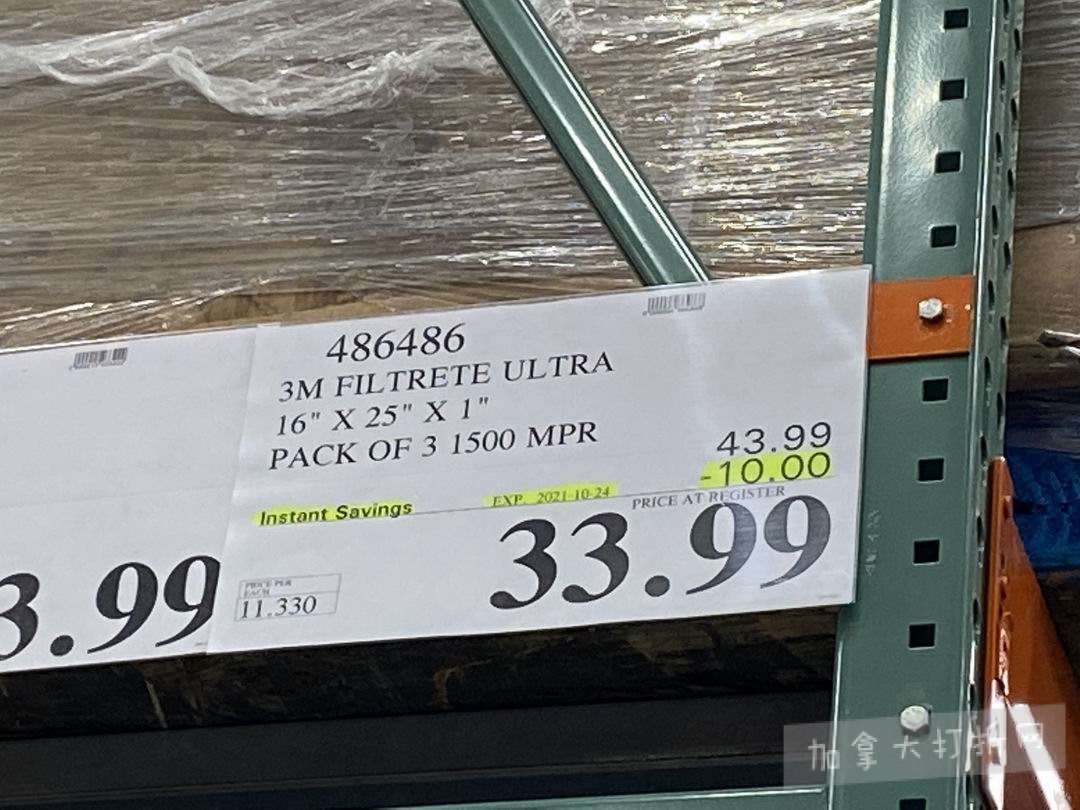 486486
3M FILTRETE ULTRA
16" X 25" X 1"
PACK OF 3 1500 MPR
43.99
-10.00
Instant Savings
EXP. 2021-10-24
PRICE AT REGISTER
33.99
PRICE PER
EACH
11.330
3.99
加拿大打折